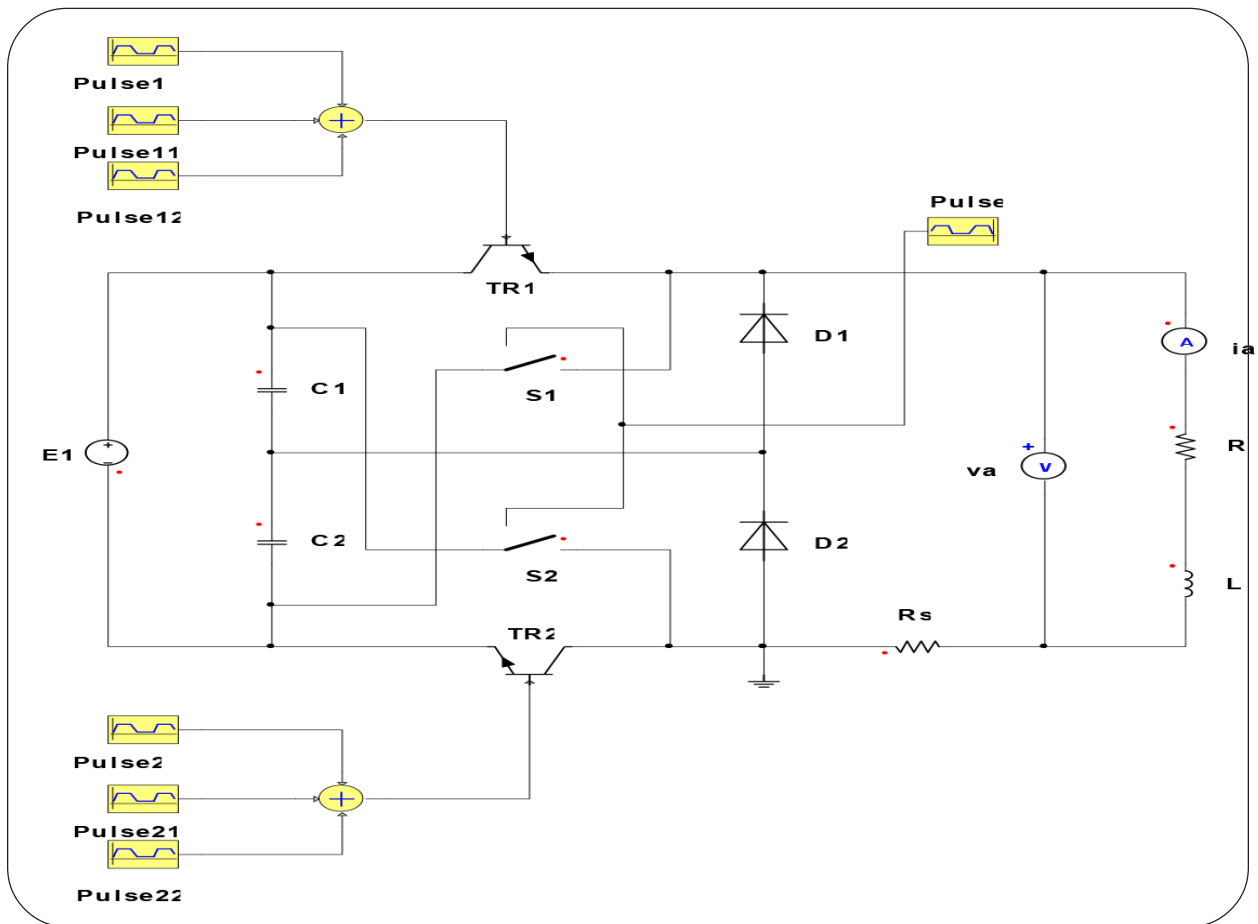 Pulse1
Pulse11
Pulse12
Pulse
TR1
D1
A
ia
C1
S1
R
E1
+
va
V
C2
S2
D2
L
TR2
Rs
Pulse2
Pulse21
Pulse22